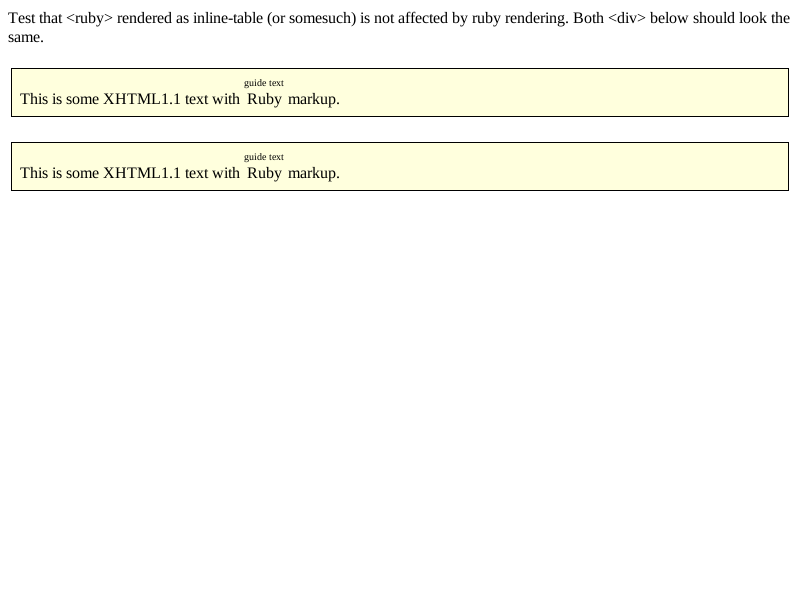 Test that <ruby> rendered as inline-table (or somesuch) is not affected by ruby rendering. Both <div> below should look the
same.
guide text
This is some XHTML1.1 text with Ruby markup.
guide text
This is some XHTML1.1 text with Ruby markup.